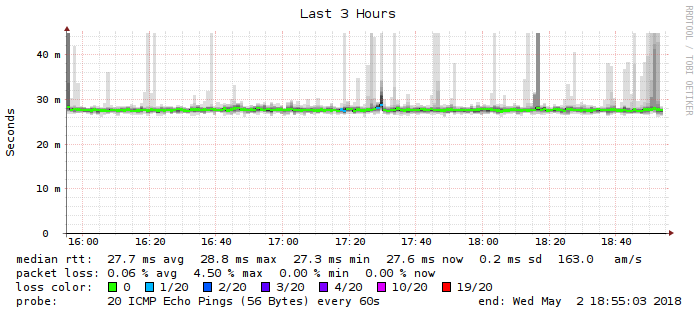 Last 3 Hours
RRDTOOL / TOBI OETIKER
Seconds
40 m
30 m
20 m
10 m
0
16:00 16:20 16:40 17:00 17:20 17:40 18:00 18:20 18:40
median rtt: 27.7 ms avg 28.8 ms max 27.3 ms min 27.6 ms now 0.2 ms sd 163.0 am/s
packet loss: 0.06 % avg 4.50 % max 0.00 % min 0.00 % now
loss color: 0 1/20 2/20 3/20 4/20 10/20 19/20
probe: 20 ICMP Echo Pings (56 Bytes) every 60s end: Wed May 2 18:55:03 2018